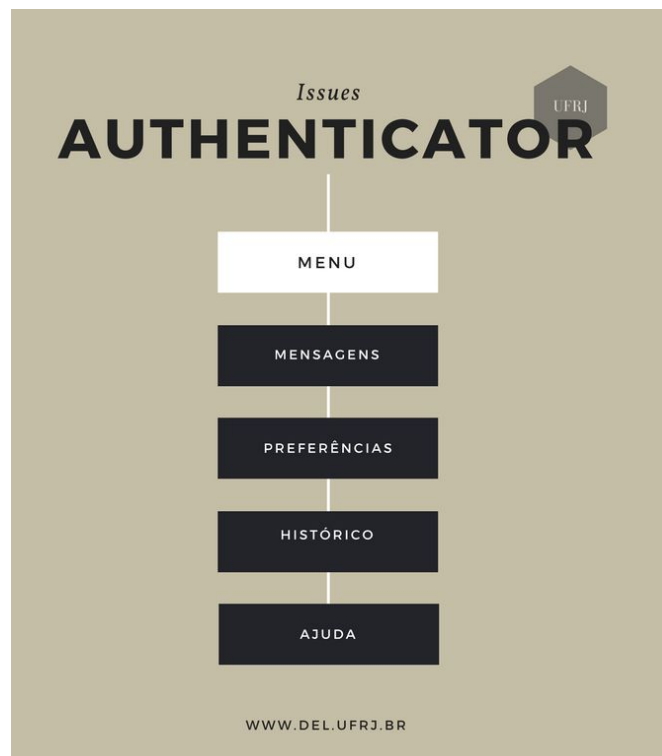 Issues
UFRJ
AUTHENTICATOR
MENU
MENSAGENS
PREFERÊNCIAS
HISTÓRICO
AJUDA
WWW.DEL.UFRJ.BR